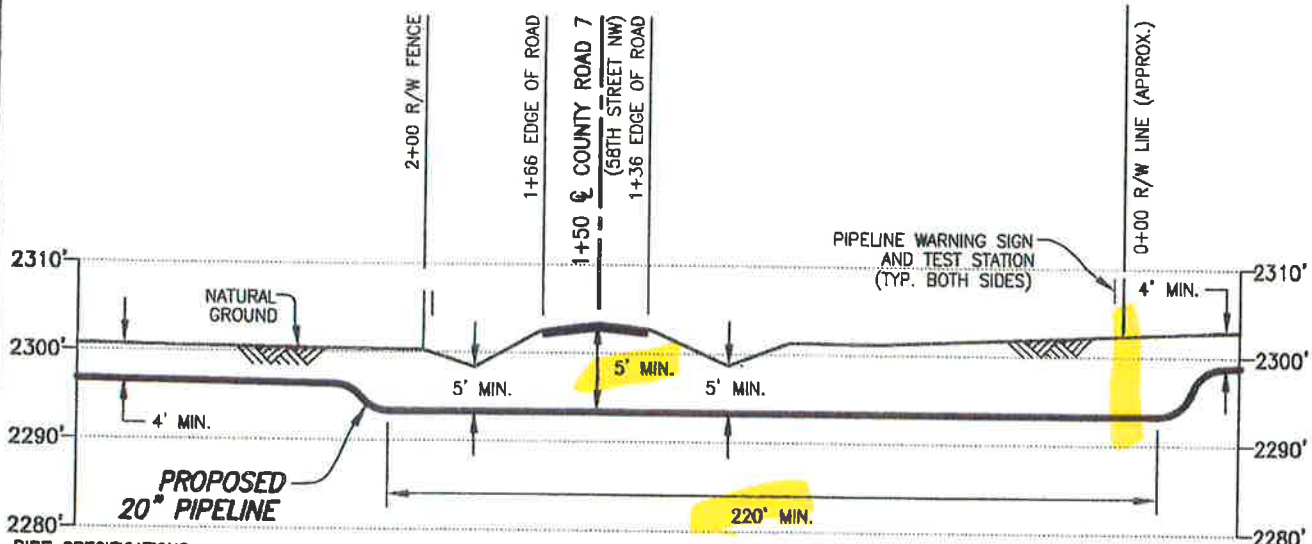 2+00 R/W FENCE
1+66 EDGE OF ROAD
1+50 ℄ COUNTY ROAD 7
(58TH STREET NW)
1+36 EDGE OF ROAD
0+00 R/W LINE (APPROX.)
PIPELINE WARNING SIGN
AND TEST STATION
(TYP. BOTH SIDES)
2310'
2310'
NATURAL
GROUND
4' MIN.
2300'
2300'
5' MIN.
5' MIN.
5' MIN.
4' MIN.
2290'
2290'
PROPOSED
20" PIPELINE
220' MIN.
2280'
2280'